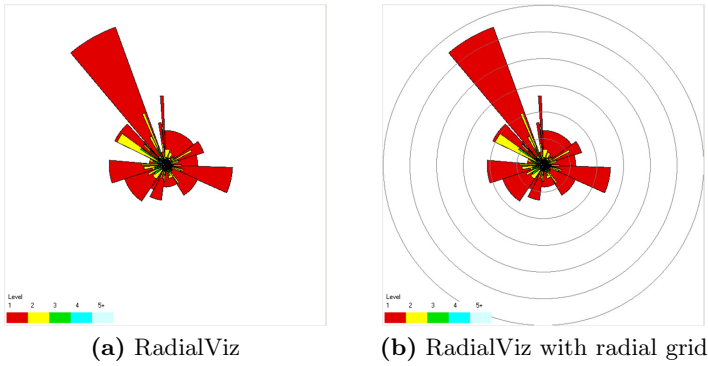 Level
1 2 3 4 5+
Level
1 2 3 4 5+
(a) RadialViz
(b) RadialViz with radial grid